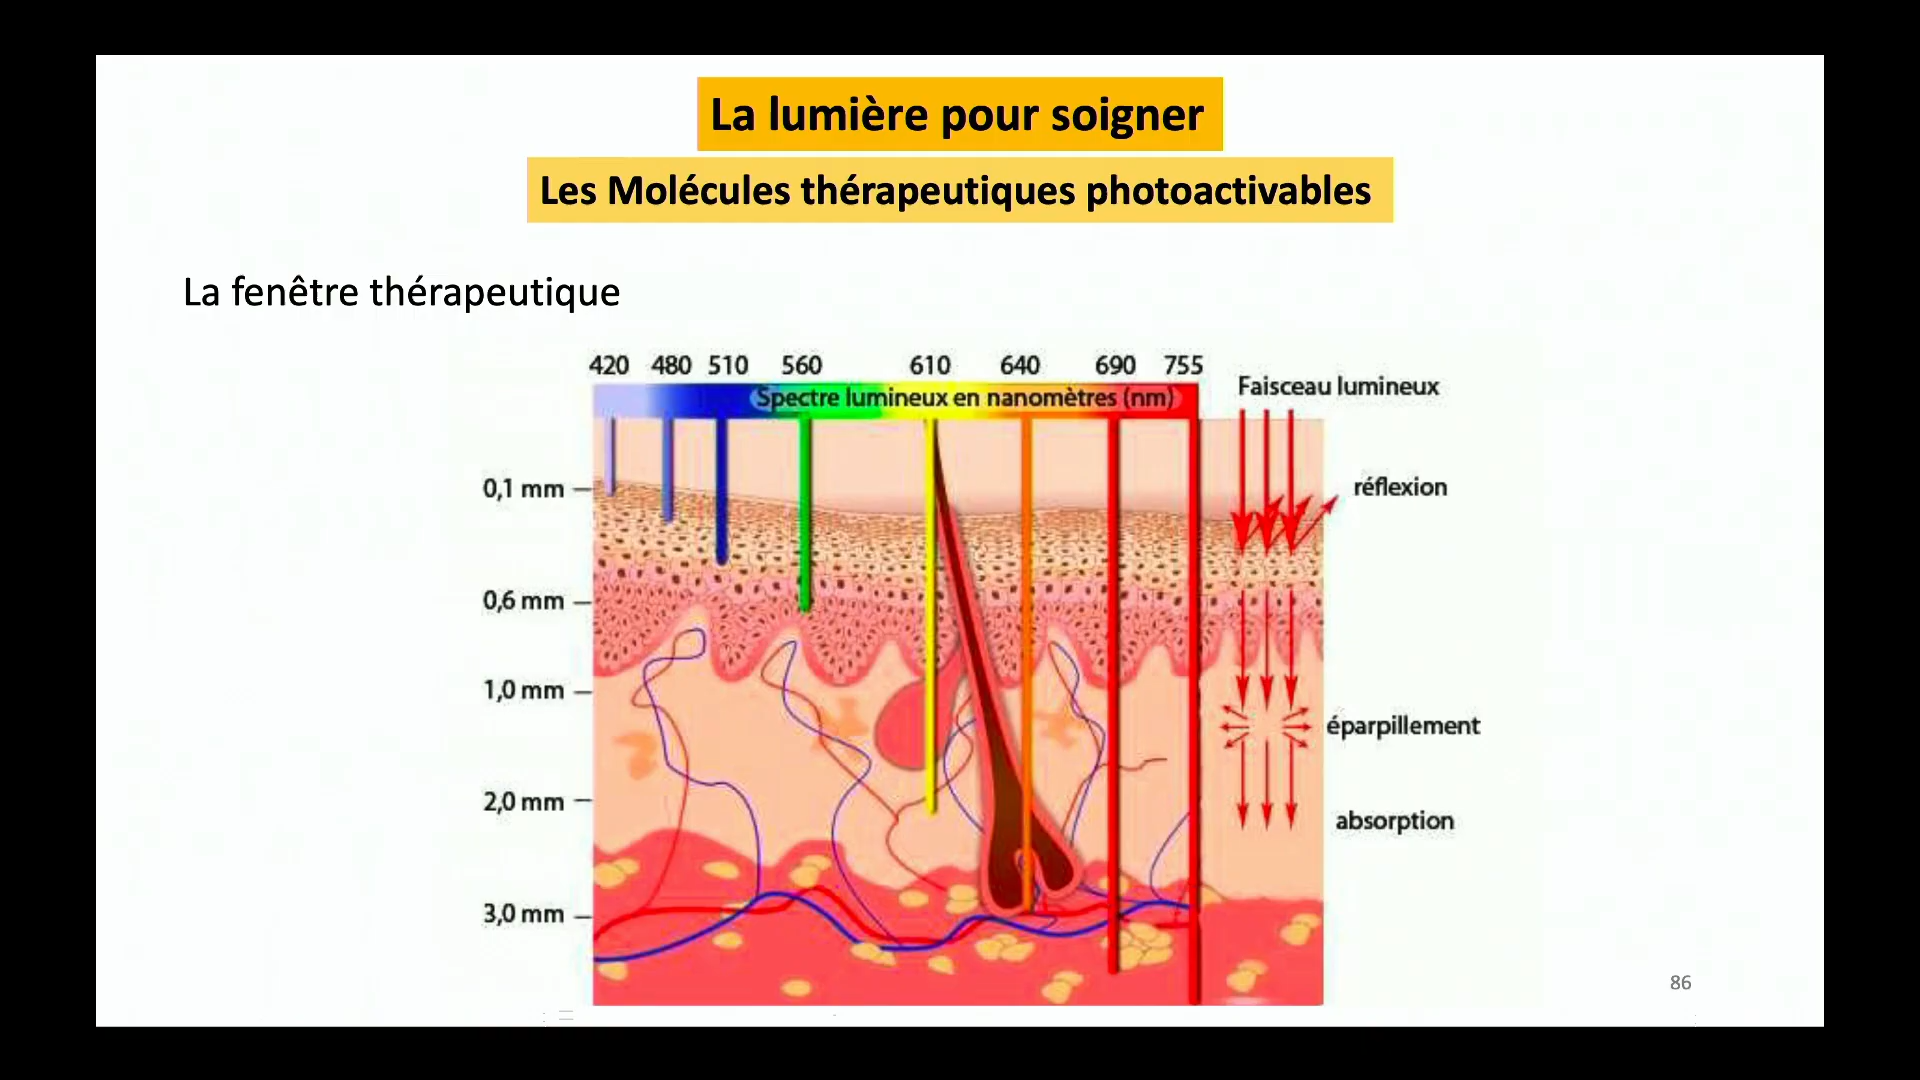 La lumière pour soigner
Les Molécules thérapeutiques photoactivables
La fenêtre thérapeutique
420 480 510 560 610 640 690 755
Spectre lumineux en nanomètres (nm)
Faisceau lumineux
0,1 mm
réflexion
0,6 mm
1,0 mm
éparpillement
2,0 mm
absorption
3,0 mm
86